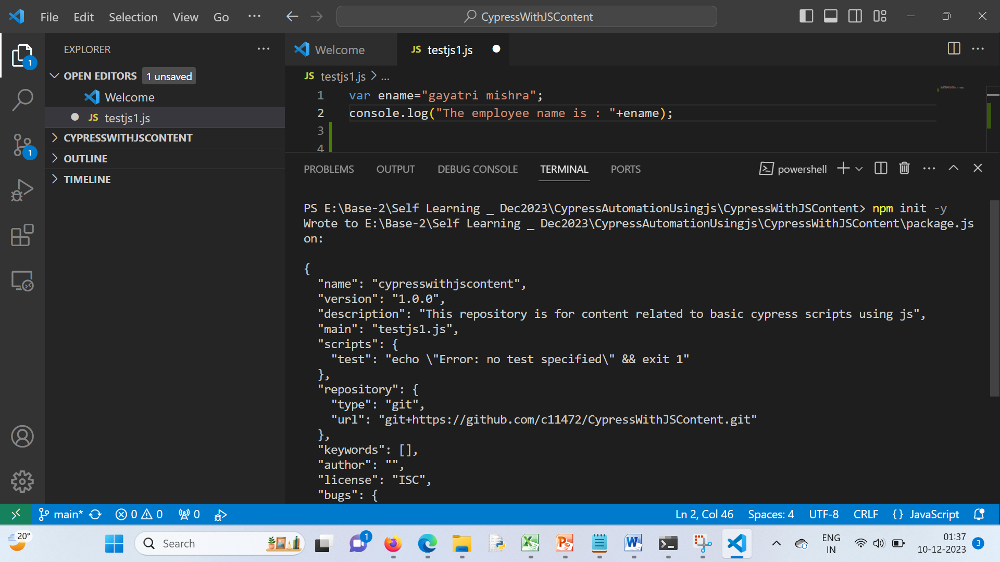 File Edit Selection View Go ...
CypressWithJSContent
EXPLORER
1
OPEN EDITORS 1 unsaved
Welcome
JS testjs1.js
CYPRESSWITHJSCONTENT
1
OUTLINE
TIMELINE
Welcome
JS testjs1.js
JS testjs1.js > ...
1 var ename="gayatri mishra";
2 console.log("The employee name is : "+ename);
3
4
PROBLEMS OUTPUT DEBUG CONSOLE TERMINAL PORTS
powershell
PS E:\Base-2\Self Learning _ Dec2023\CypressAutomationUsingjs\CypressWithJSContent> npm init -y
Wrote to E:\Base-2\Self Learning _ Dec2023\CypressAutomationUsingjs\CypressWithJSContent\package.js
on:
{
"name": "cypresswithjscontent",
"version": "1.0.0",
"description": "This repository is for content related to basic cypress scripts using js",
"main": "testjs1.js",
"scripts": {
"test": "echo \"Error: no test specified\" && exit 1"
},
"repository": {
"type": "git",
"url": "git+https://github.com/c11472/CypressWithJSContent.git"
},
"keywords": [],
"author": "",
"license": "ISC",
"bugs": {
main* 0 0 0
Ln 2, Col 46 Spaces: 4 UTF-8 CRLF {} JavaScript
20°
Search
1
ENG
IN
01:37
10-12-2023
3